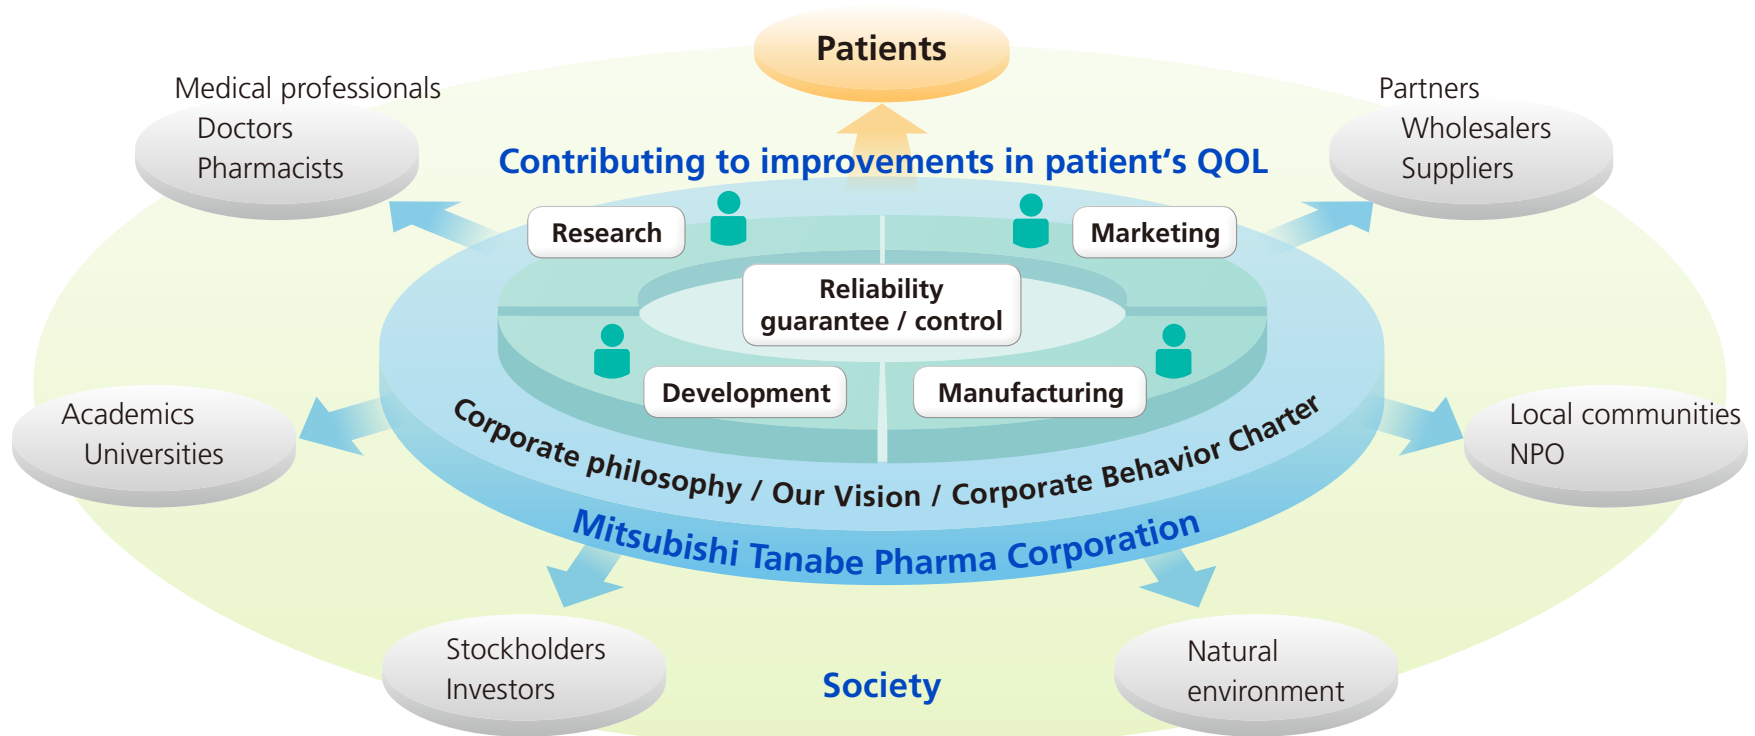 Patients
Medical professionals
Doctors
Pharmacists
Partners
Wholesalers
Suppliers
Contributing to improvements in patient‘s QOL
Research
Marketing
Reliability
guarantee / control
Development
Manufacturing
Corporate philosophy / Our Vision / Corporate Behavior Charter
Mitsubishi Tanabe Pharma Corporation
Academics
Universities
Local communities
NPO
Stockholders
Investors
Society
Natural
environment